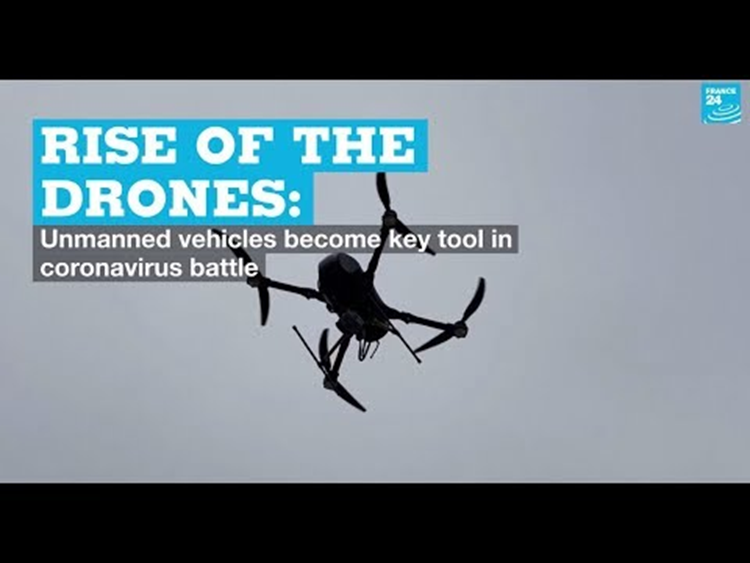 FRANCE
24
RISE OF THE
DRONES:
Unmanned vehicles become key tool in
coronavirus battle